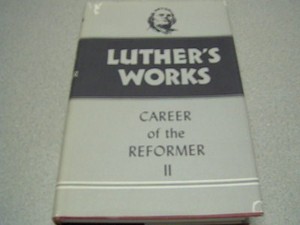 LUTHER'S
WORKS
CAREER
of the
REFORMER
II